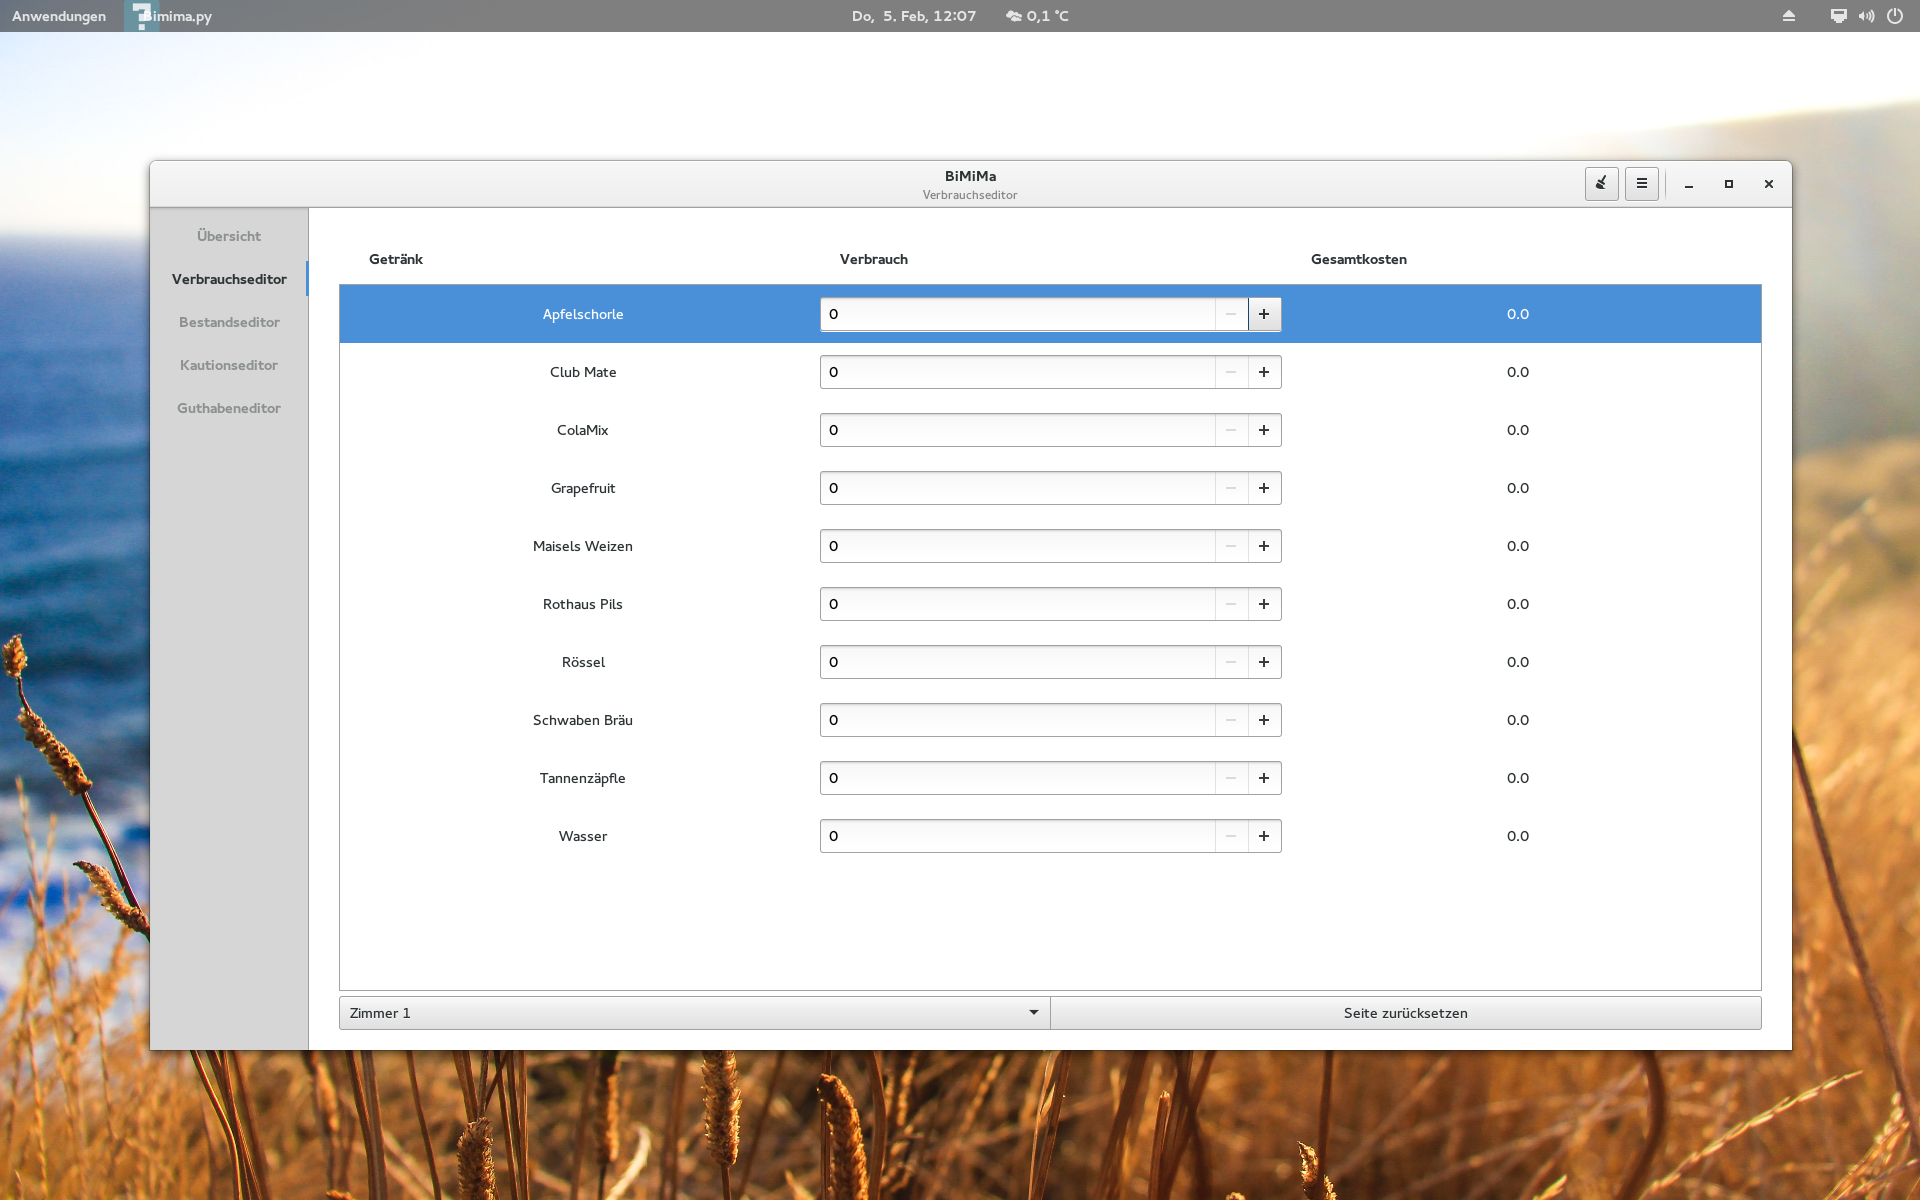 Anwendungen Bimima.py Do, 5. Feb, 12:07 0,1 °C
BiMiMa
Verbrauchseditor
Übersicht
Verbrauchseditor
Bestandseditor
Kautionseditor
Guthabeneditor
Getränk Verbrauch Gesamtkosten
Apfelschorle 0 − + 0.0
Club Mate 0 − + 0.0
ColaMix 0 − + 0.0
Grapefruit 0 − + 0.0
Maisels Weizen 0 − + 0.0
Rothaus Pils 0 − + 0.0
Rössel 0 − + 0.0
Schwaben Bräu 0 − + 0.0
Tannenzäpfle 0 − + 0.0
Wasser 0 − + 0.0
Zimmer 1 Seite zurücksetzen